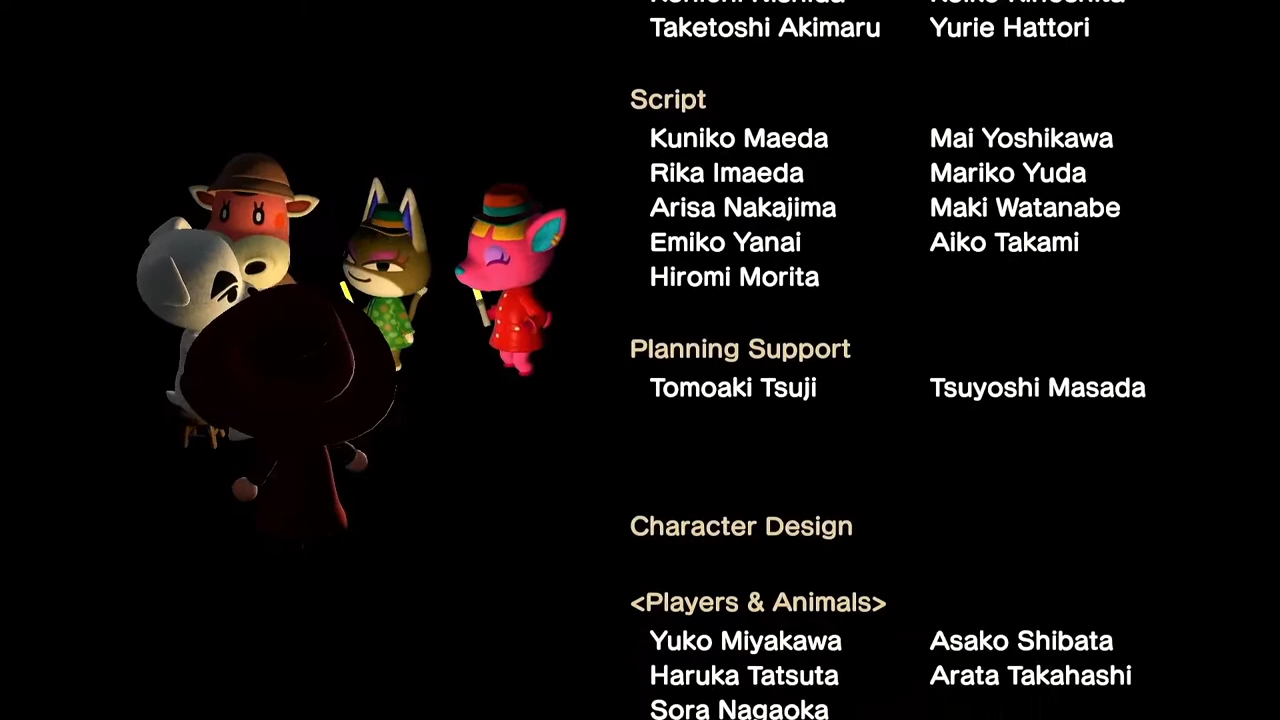 Taketoshi Akimaru Yurie Hattori
Script
Kuniko Maeda Mai Yoshikawa
Rika Imaeda Mariko Yuda
Arisa Nakajima Maki Watanabe
Emiko Yanai Aiko Takami
Hiromi Morita
Planning Support
Tomoaki Tsuji Tsuyoshi Masada
Character Design
<Players & Animals>
Yuko Miyakawa Asako Shibata
Haruka Tatsuta Arata Takahashi
Sora Nagaoka